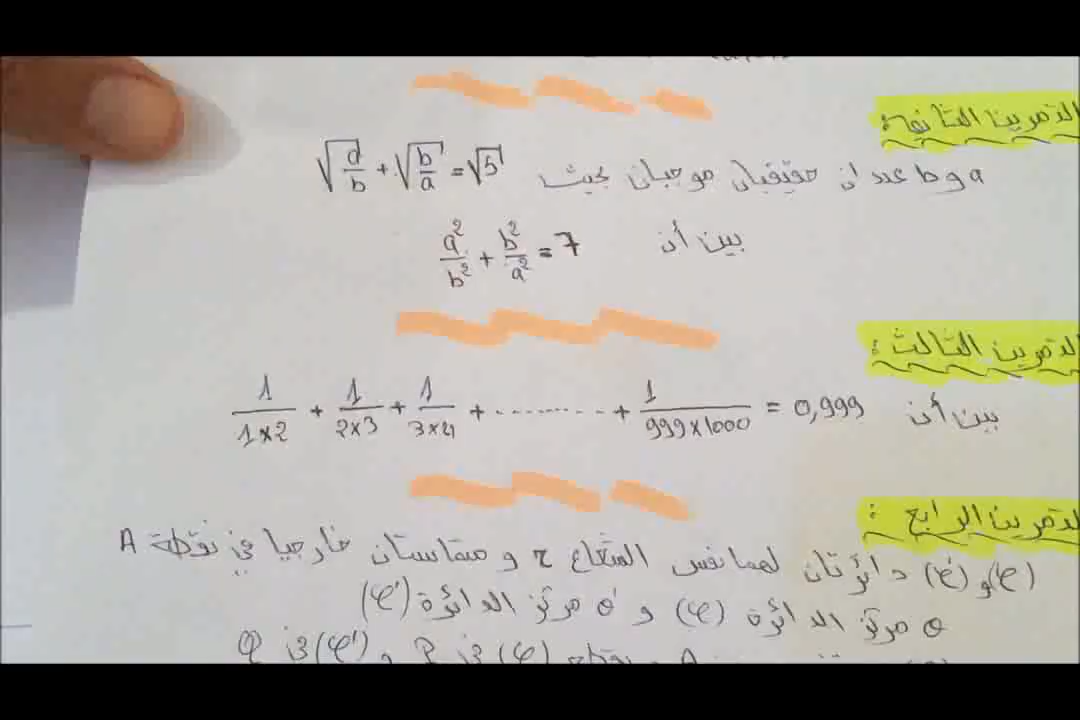 التمرين الثاني:
a و b عددان حقيقيان موجبان بحيث √(a/b) + √(b/a) = √5
بين أن a²/b² + b²/a² = 7
التمرين الثالث:
بين أن 1/(1×2) + 1/(2×3) + 1/(3×4) + ........... + 1/(999×1000) = 0,999
التمرين الرابع:
(C) و (C') دائرتان لهما نفس الشعاع r و متماستان خارجيا في نقطة A
O مركز الدائرة (C) و O' مركز الدائرة (C')